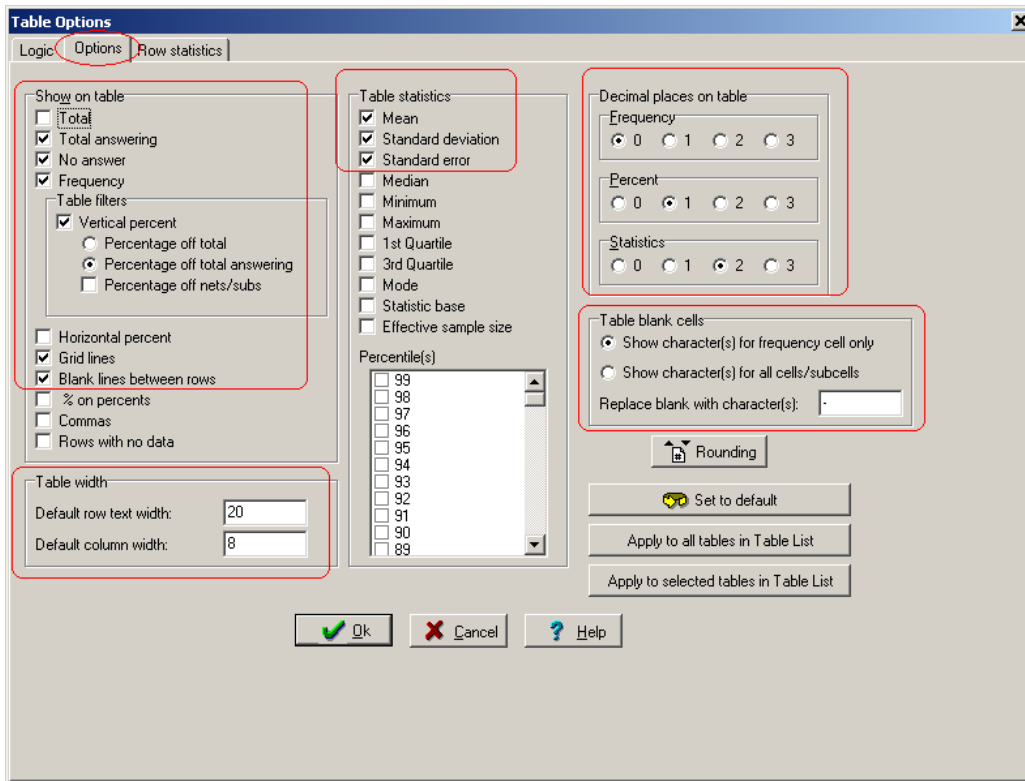 Table Options
Logic Options Row statistics
Show on table
Total
Total answering
No answer
Frequency
Table filters
Vertical percent
Percentage off total
Percentage off total answering
Percentage off nets/subs
Horizontal percent
Grid lines
Blank lines between rows
% on percents
Commas
Rows with no data
Table width
Default row text width: 20
Default column width: 8
Table statistics
Mean
Standard deviation
Standard error
Median
Minimum
Maximum
1st Quartile
3rd Quartile
Mode
Statistic base
Effective sample size
Percentile(s)
99
98
97
96
95
94
93
92
91
90
89
Decimal places on table
Frequency
0 1 2 3
Percent
0 1 2 3
Statistics
0 1 2 3
Table blank cells
Show character(s) for frequency cell only
Show character(s) for all cells/subcells
Replace blank with character(s): -
# Rounding
Set to default
Apply to all tables in Table List
Apply to selected tables in Table List
Ok Cancel ? Help